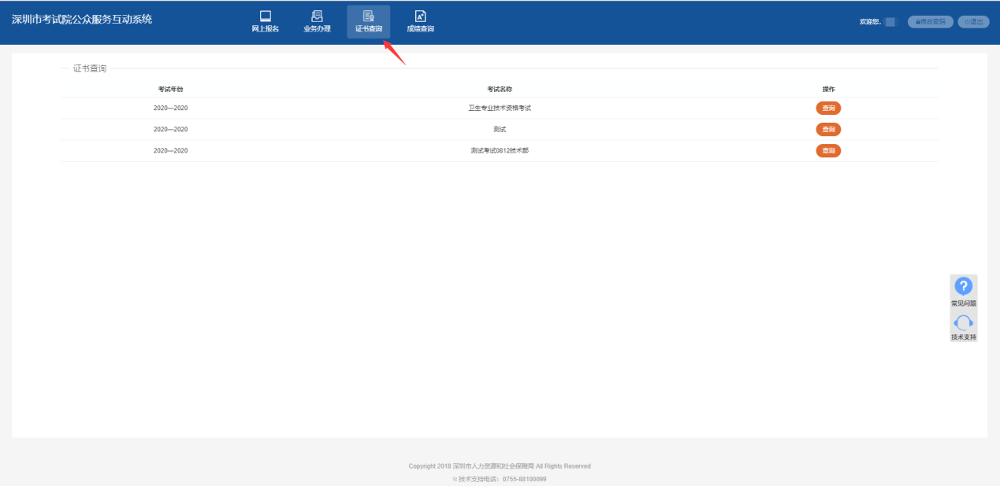 深圳市考试院公众服务互动系统
网上报名 业务办理 证书查询 成绩查询
欢迎您, 修改密码 退出
证书查询
考试年份 考试名称 操作
2020—2020 卫生专业技术资格考试 查询
2020—2020 测试 查询
2020—2020 测试考试0812技术部 查询
常见问题
技术支持
Copyright 2018 深圳市人力资源和社会保障局 All Rights Reserved
技术支持电话：0755-88100099